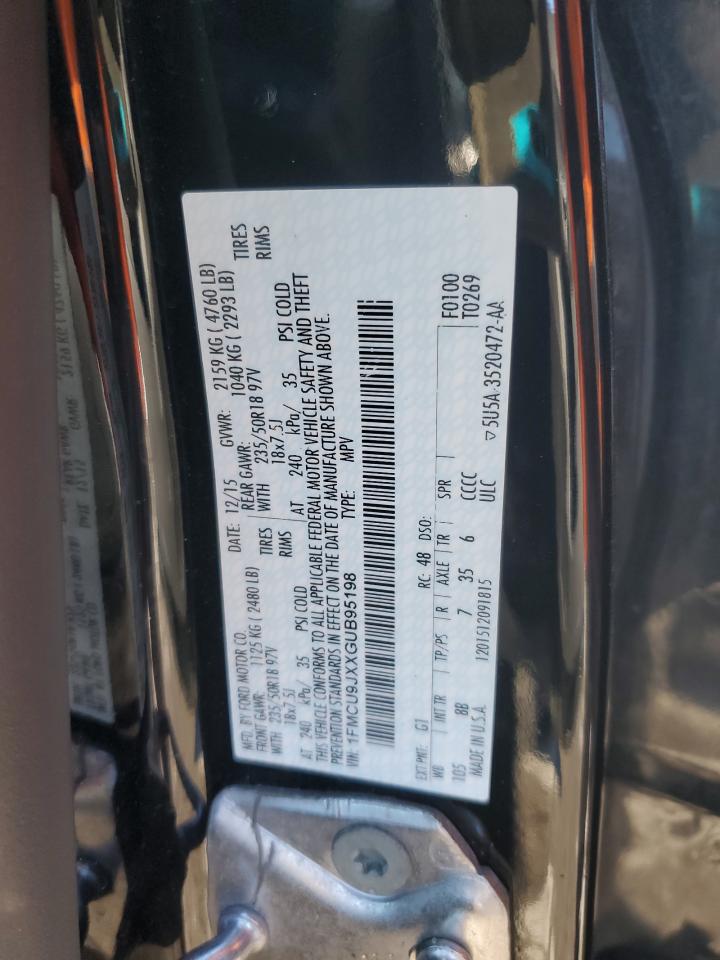 MFD. BY FORD MOTOR CO. DATE: 12/15 GVWR: 2159 KG ( 4760 LB)
FRONT GAWR: 1125 KG ( 2480 LB) REAR GAWR: 1040 KG ( 2293 LB)
WITH 235/50R18 97V TIRES WITH 235/50R18 97V TIRES
18x7.5J RIMS 18x7.5J RIMS
AT 240 kPa/ 35 PSI COLD AT 240 kPa/ 35 PSI COLD
THIS VEHICLE CONFORMS TO ALL APPLICABLE FEDERAL MOTOR VEHICLE SAFETY AND THEFT
PREVENTION STANDARDS IN EFFECT ON THE DATE OF MANUFACTURE SHOWN ABOVE.
VIN: 1FMCU9JXXGUB95198 TYPE: MPV
EXT PNT: G1 RC: 48 DSO: F0100
WB INT TR TP/PS R AXLE TR SPR T0269
105 8B 7 35 6 CCCC
MADE IN U.S.A. 1201512091815 ULC ▽5U5A-3520472-AA